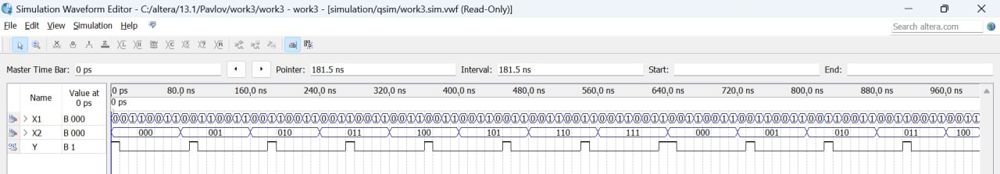 Simulation Waveform Editor - C:/altera/13.1/Pavlov/work3/work3 - work3 - [simulation/qsim/work3.sim.vwf (Read-Only)]
File Edit View Simulation Help
Search altera.com
Master Time Bar: 0 ps Pointer: 181.5 ns Interval: 181.5 ns Start: End:
Name Value at 0 ps
0 ps 80.0 ns 160.0 ns 240.0 ns 320.0 ns 400.0 ns 480.0 ns 560.0 ns 640.0 ns 720.0 ns 800.0 ns 880.0 ns 960.0 ns
0 ps
X1 B 000
X2 B 000 000 001 010 011 100 101 110 111 000 001 010 011 100
Y B 1